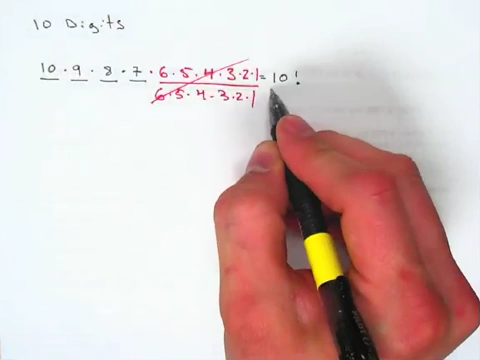 10 Digits
10 · 9 · 8 · 7 · 6 · 5 · 4 · 3 · 2 · 1 = 10!
6 · 5 · 4 · 3 · 2 · 1